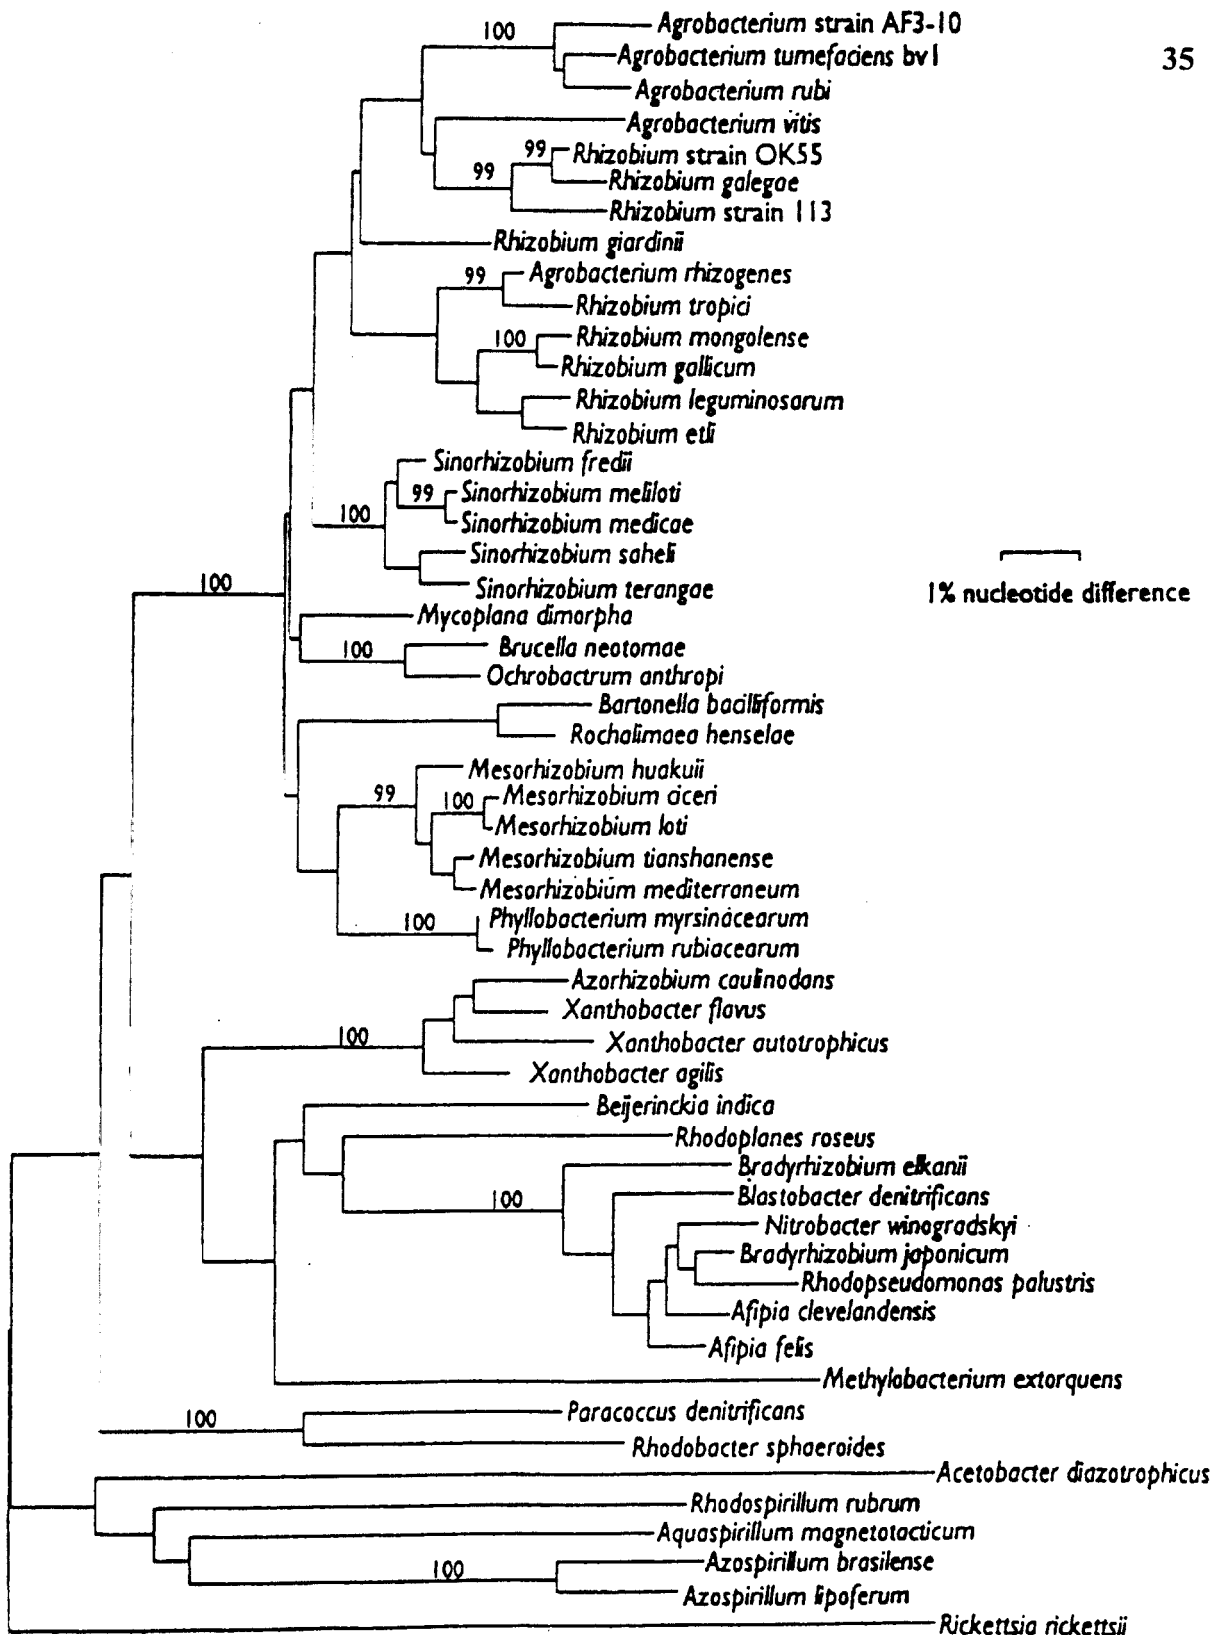 100
Agrobacterium strain AF3-10
35
Agrobacterium tumefaciens bv1
Agrobacterium rubi
Agrobacterium vitis
99
Rhizobium strain OK55
99
Rhizobium galegae
Rhizobium strain 113
Rhizobium giardinii
99
Agrobacterium rhizogenes
Rhizobium tropici
100
Rhizobium mongolense
Rhizobium gallicum
Rhizobium leguminosarum
Rhizobium etli
Sinorhizobium fredii
99
Sinorhizobium meliloti
100
Sinorhizobium medicae
Sinorhizobium saheli
100
Sinorhizobium terangae
1% nucleotide difference
Mycoplana dimorpha
100
Brucella neotomae
Ochrobactrum anthropi
Bartonella bacilliformis
Rochalimaea henselae
Mesorhizobium huakuii
99
100
Mesorhizobium ciceri
Mesorhizobium loti
Mesorhizobium tianshanense
Mesorhizobium mediterraneum
100
Phyllobacterium myrsinacearum
Phyllobacterium rubiacearum
Azorhizobium caulinodans
Xanthobacter flavus
100
Xanthobacter autotrophicus
Xanthobacter agilis
Beijerinckia indica
Rhodoplanes roseus
Bradyrhizobium elkanii
100
Blastobacter denitrificans
Nitrobacter winogradskyi
Bradyrhizobium japonicum
Rhodopseudomonas palustris
Afipia clevelandensis
Afipia felis
Methylobacterium extorquens
100
Paracoccus denitrificans
Rhodobacter sphaeroides
Acetobacter diazotrophicus
Rhodospirillum rubrum
Aquaspirillum magnetotacticum
100
Azospirillum brasilense
Azospirillum lipoferum
Rickettsia rickettsii